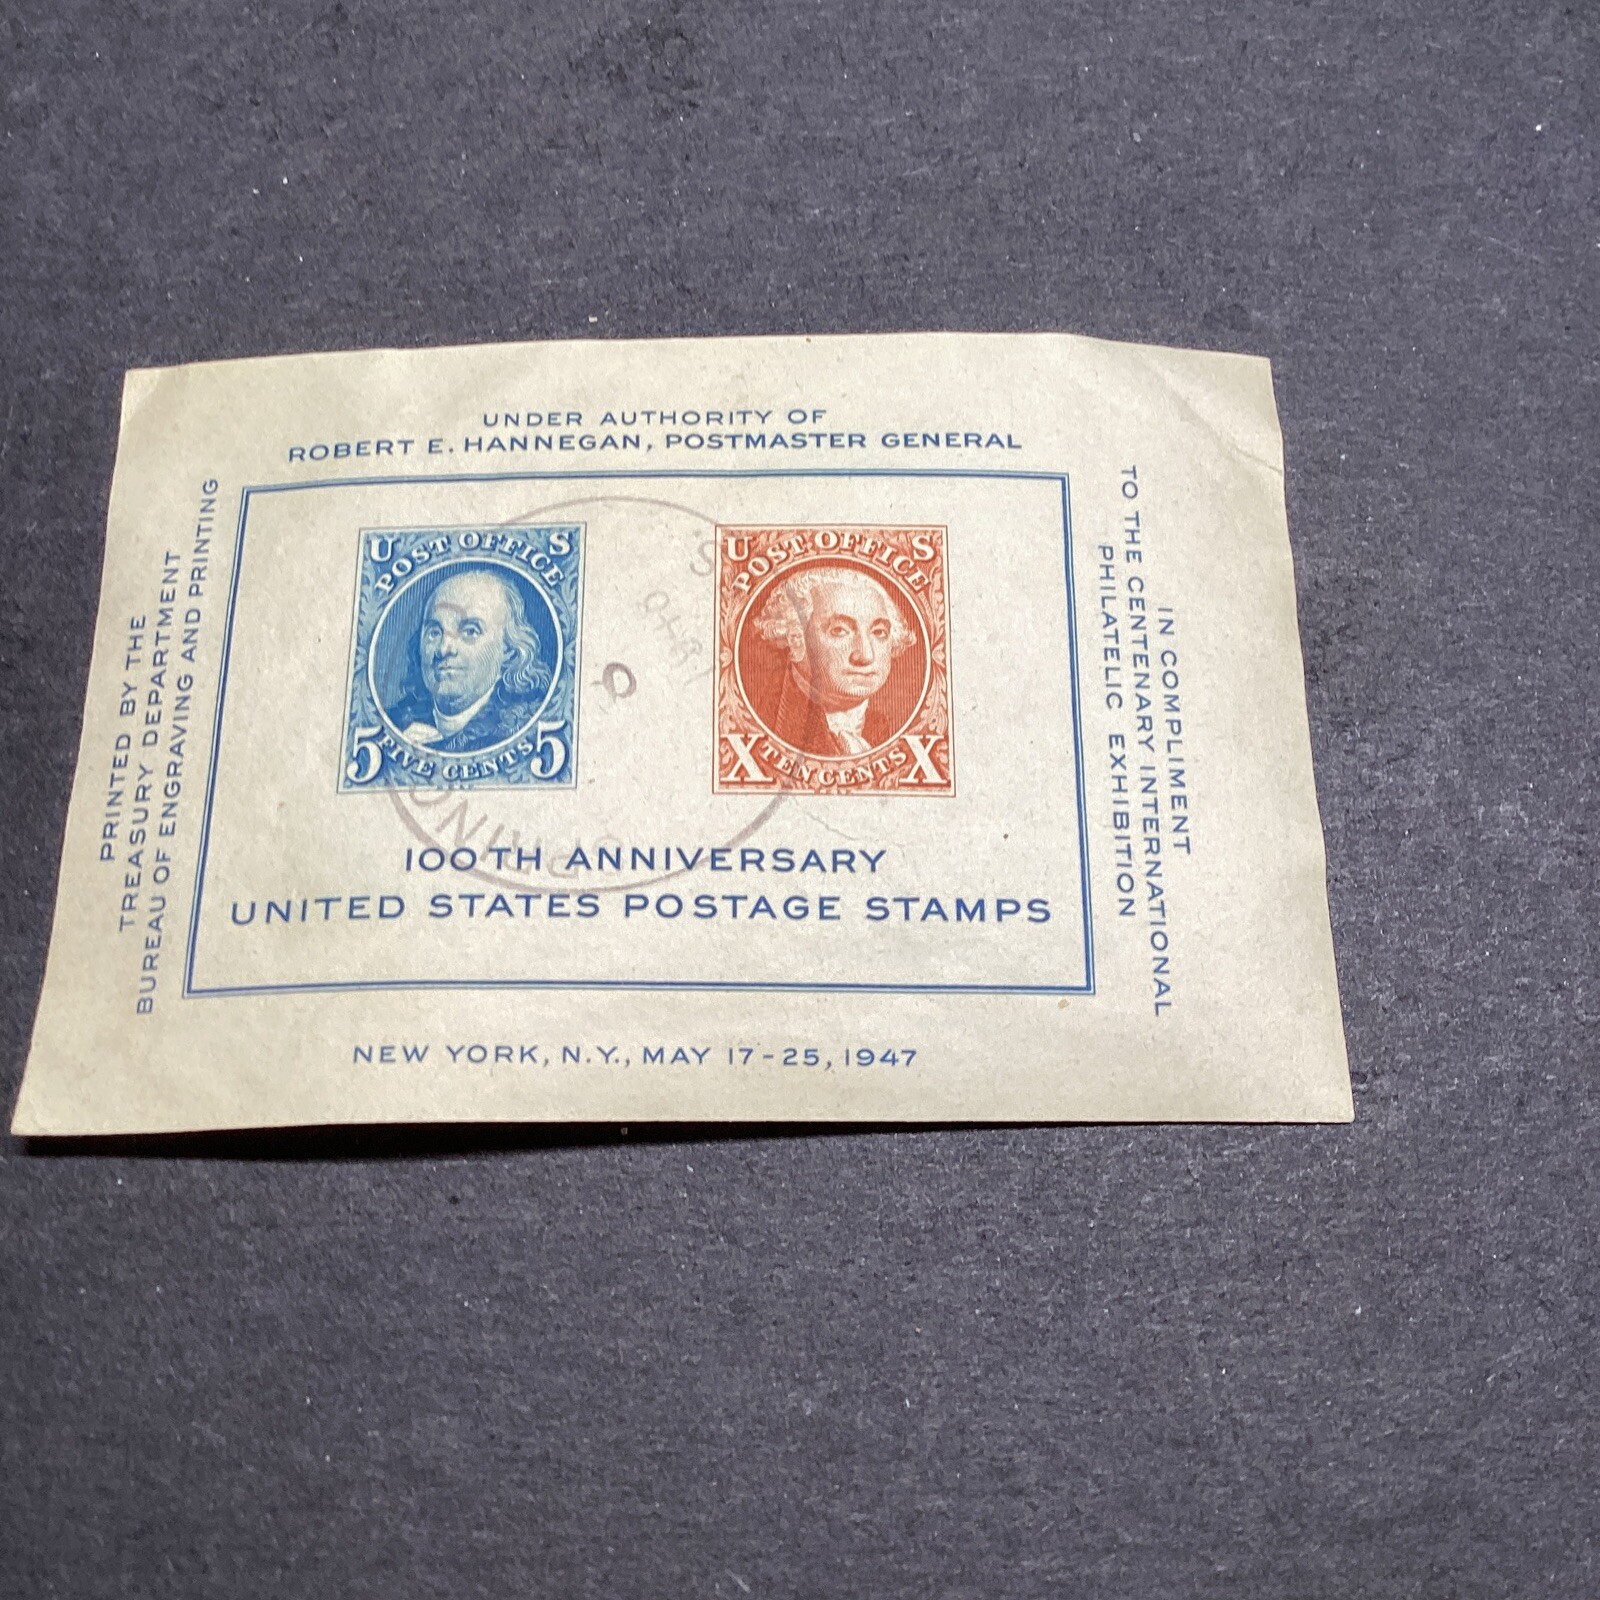 UNDER AUTHORITY OF
ROBERT E. HANNEGAN, POSTMASTER GENERAL
PRINTED BY THE
TREASURY DEPARTMENT
BUREAU OF ENGRAVING AND PRINTING
U S
POST OFFICE
5 FIVE CENTS 5
U S
POST OFFICE
X TEN CENTS X
100TH ANNIVERSARY
UNITED STATES POSTAGE STAMPS
IN COMPLIMENT
TO THE CENTENARY INTERNATIONAL
PHILATELIC EXHIBITION
NEW YORK, N.Y., MAY 17-25, 1947